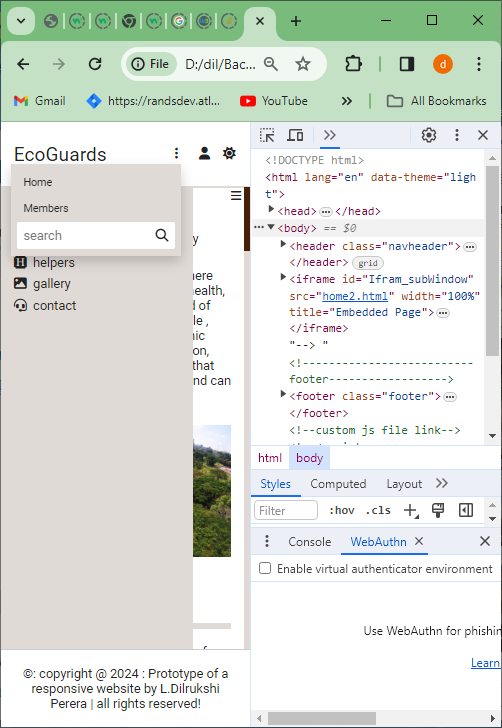 File
D:/dil/Bac...
d
Gmail
https://randsdev.atl...
YouTube
»
All Bookmarks
EcoGuards
Home
Members
search
helpers
gallery
contact
y
here
health,
d of
le ,
nic
on,
that
and can
f
©: copyright @ 2024 : Prototype of a
responsive website by L.Dilrukshi
Perera | all rights reserved!
<!DOCTYPE html>
<html lang="en" data-theme="ligh
t">
<head>…</head>
<body> == $0
<header class="navheader">…
</header> grid
<iframe id="Ifram_subWindow"
src="home2.html" width="100%"
title="Embedded Page">…
</iframe>
"--> "
<!---------------------------
footer------------------>
<footer class="footer">…
</footer>
<!--custom js file link-->
html body
Styles Computed Layout »
Filter :hov .cls
Console WebAuthn
Enable virtual authenticator environment
Use WebAuthn for phishin
Learn